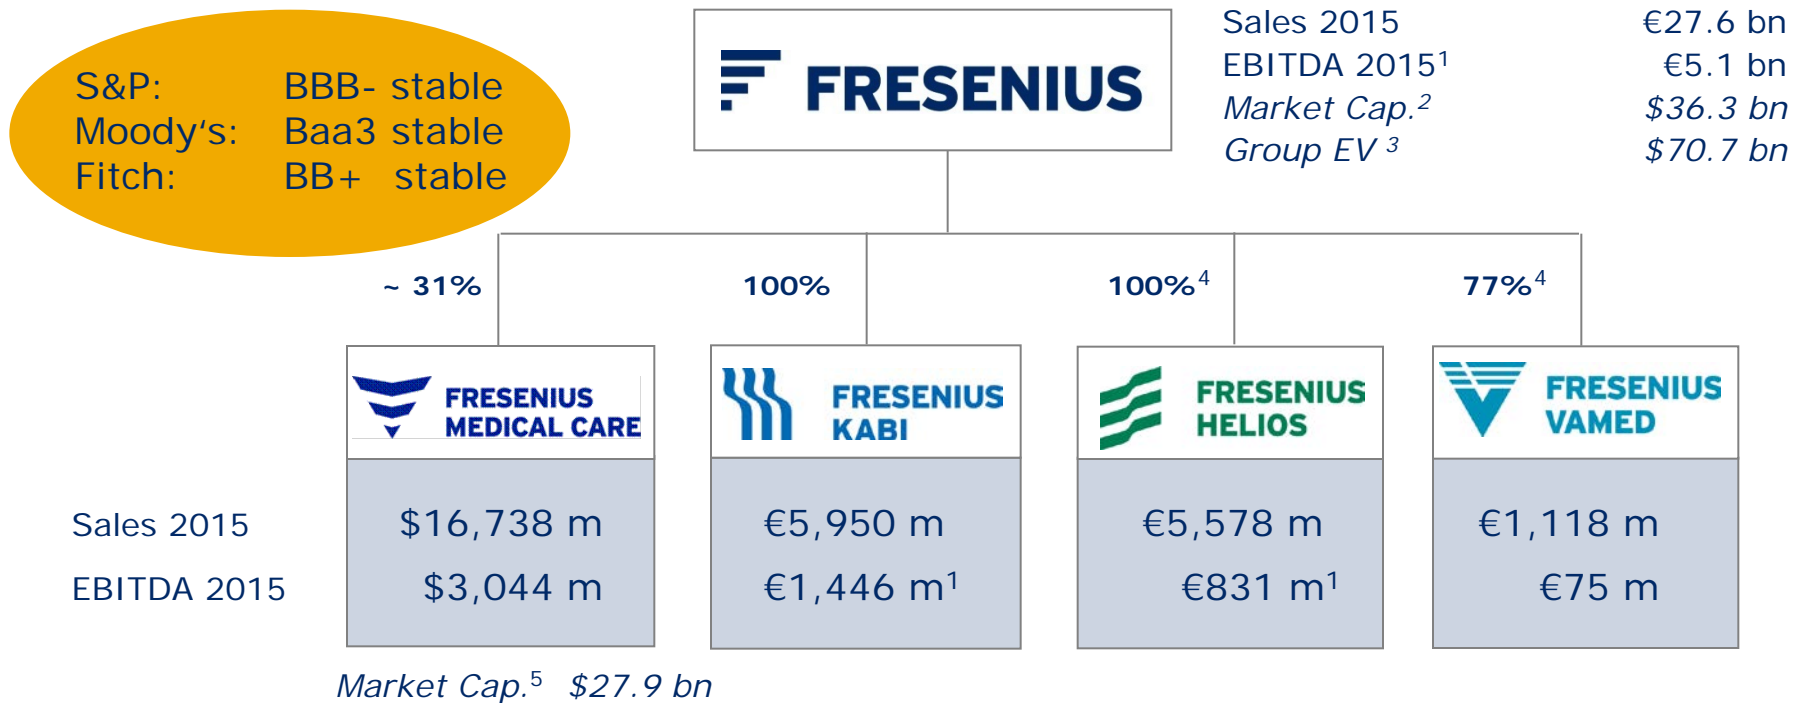 S&P: BBB- stable
Moody‘s: Baa3 stable
Fitch: BB+ stable
FRESENIUS
Sales 2015 €27.6 bn
EBITDA 2015¹ €5.1 bn
Market Cap.² $36.3 bn
Group EV ³ $70.7 bn
~ 31% 100% 100%⁴ 77%⁴
FRESENIUS
MEDICAL CARE
FRESENIUS
KABI
FRESENIUS
HELIOS
FRESENIUS
VAMED
Sales 2015 $16,738 m €5,950 m €5,578 m €1,118 m
EBITDA 2015 $3,044 m €1,446 m¹ €831 m¹ €75 m
Market Cap.⁵ $27.9 bn